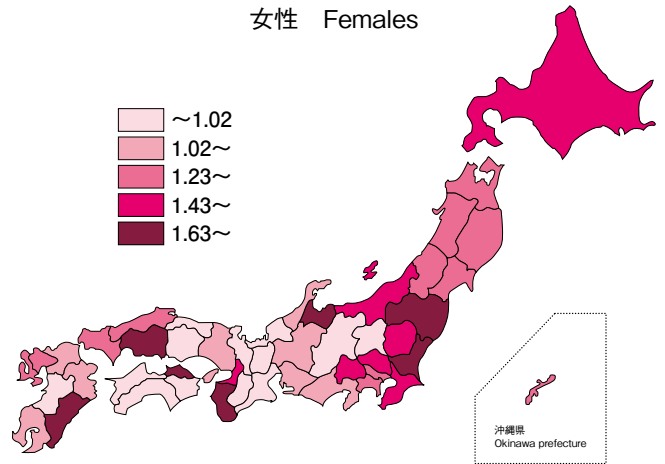 女性　Females
～1.02
1.02～
1.23～
1.43～
1.63～
沖縄県
Okinawa prefecture